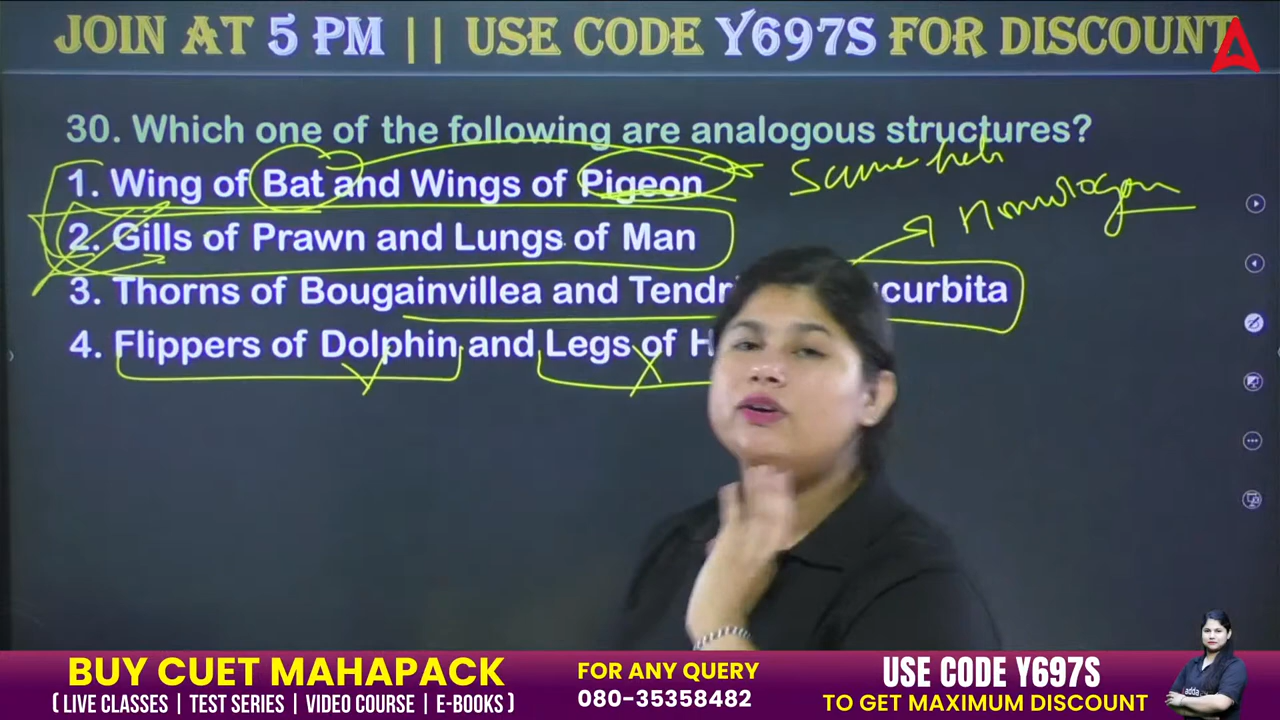 JOIN AT 5 PM || USE CODE Y697S FOR DISCOUNT
30. Which one of the following are analogous structures?
1. Wing of Bat and Wings of Pigeon
Same
2. Gills of Prawn and Lungs of Man
3. Thorns of Bougainvillea and Tendri
curbita
4. Flippers of Dolphin and Legs of H
BUY CUET MAHAPACK
( LIVE CLASSES | TEST SERIES | VIDEO COURSE | E-BOOKS )
FOR ANY QUERY
080-35358482
USE CODE Y697S
TO GET MAXIMUM DISCOUNT
adda